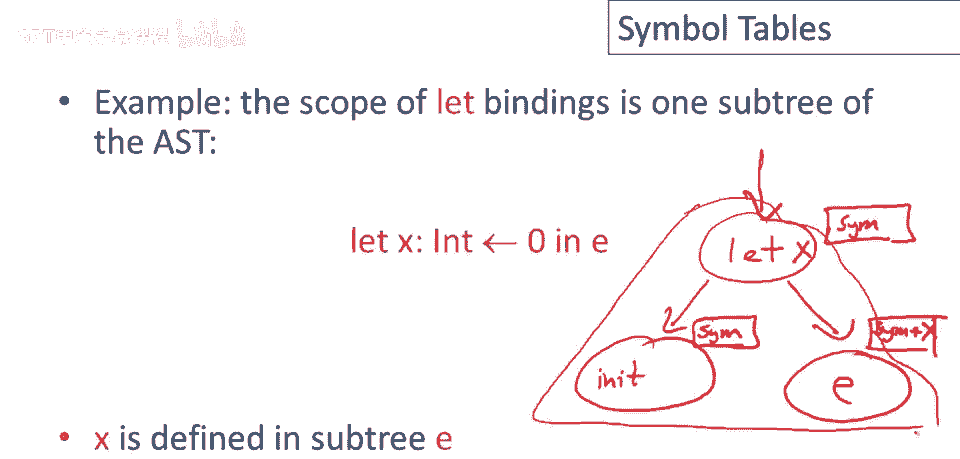 Symbol Tables
• Example: the scope of let bindings is one subtree of
the AST:
let x: Int ← 0 in e
sym
let x
sym
sym+x
init
e
• x is defined in subtree e